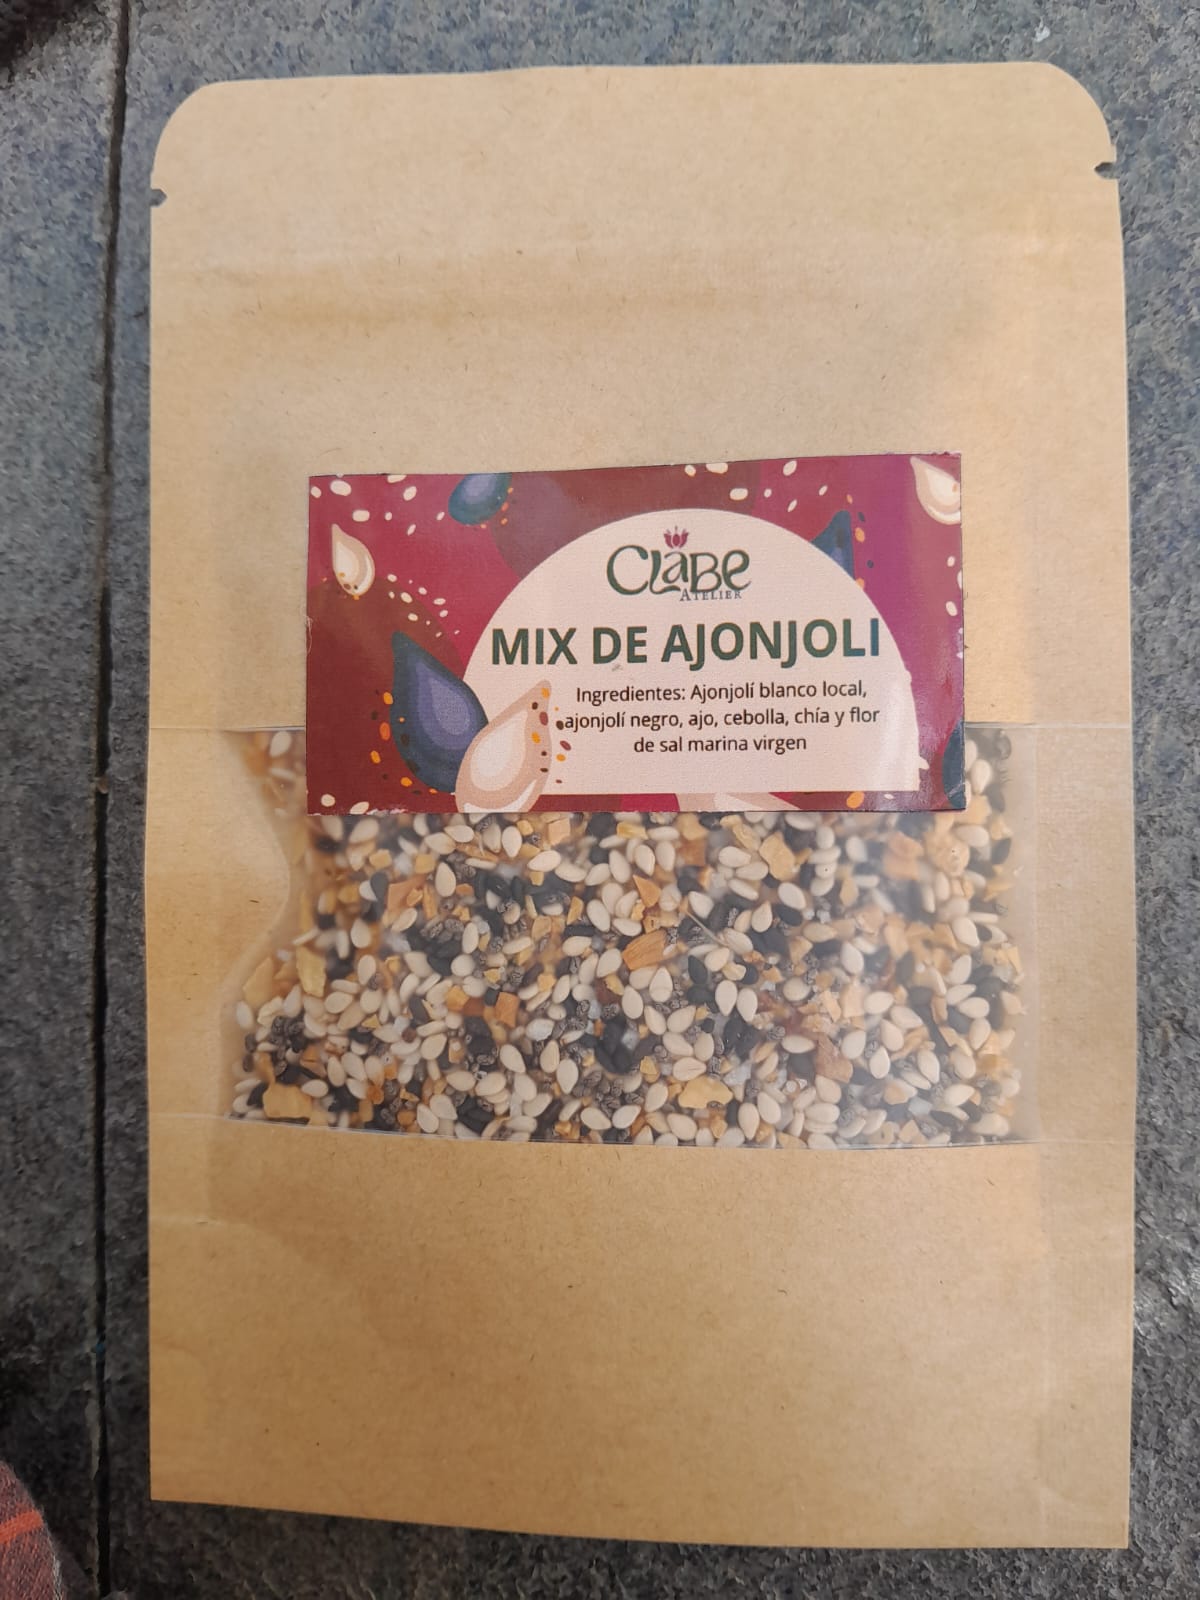 CLaBe
ATELIER
MIX DE AJONJOLI
Ingredientes: Ajonjolí blanco local,
ajonjolí negro, ajo, cebolla, chía y flor
de sal marina virgen